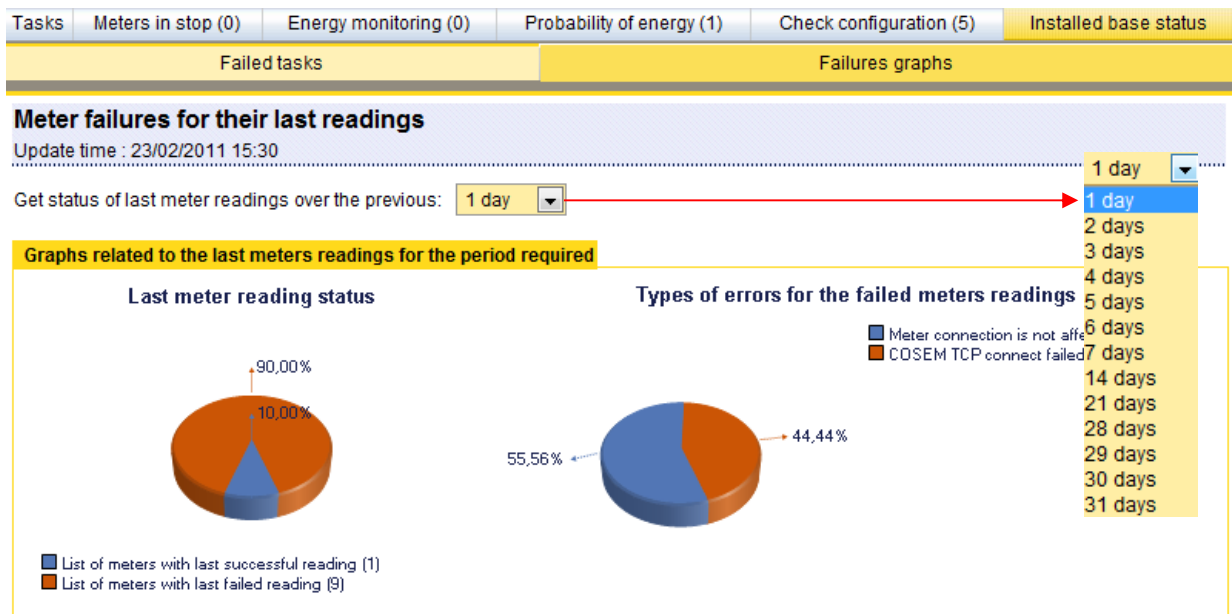 Tasks Meters in stop (0) Energy monitoring (0) Probability of energy (1) Check configuration (5) Installed base status
Failed tasks Failures graphs
Meter failures for their last readings
Update time : 23/02/2011 15:30
Get status of last meter readings over the previous: 1 day
1 day
1 day
2 days
3 days
4 days
5 days
6 days
7 days
14 days
21 days
28 days
29 days
30 days
31 days
Graphs related to the last meters readings for the period required
Last meter reading status
90,00%
10,00%
List of meters with last successful reading (1)
List of meters with last failed reading (9)
Types of errors for the failed meters readings
Meter connection is not
COSEM TCP connect failed
55,56%
44,44%